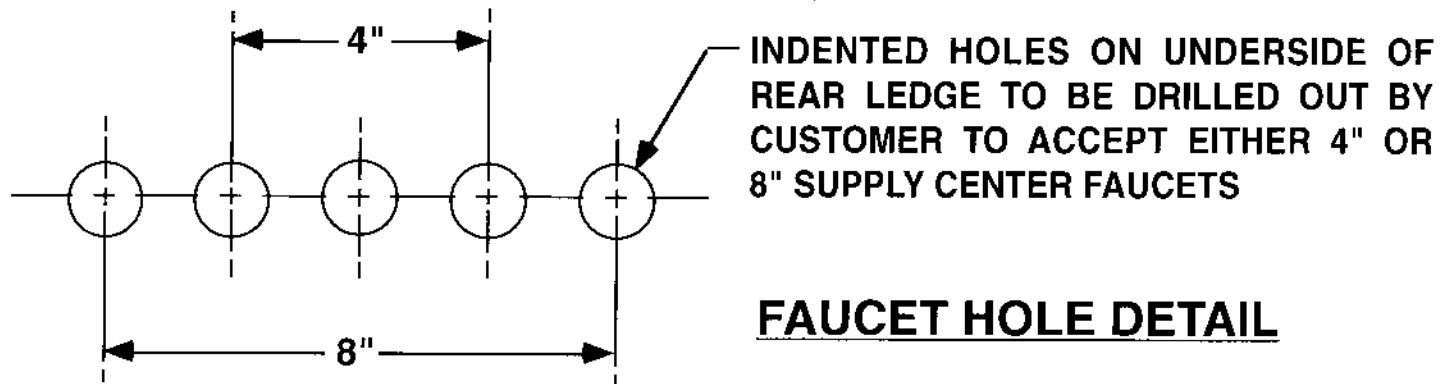 4"
INDENTED HOLES ON UNDERSIDE OF
REAR LEDGE TO BE DRILLED OUT BY
CUSTOMER TO ACCEPT EITHER 4" OR
8" SUPPLY CENTER FAUCETS
FAUCET HOLE DETAIL
8"